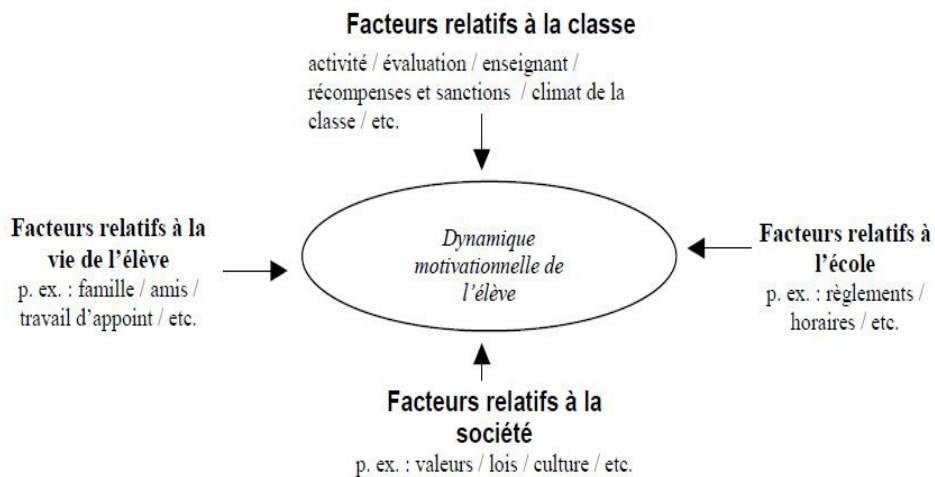 Facteurs relatifs à la classe
activité / évaluation / enseignant /
récompenses et sanctions / climat de la
classe / etc.
Facteurs relatifs à la
vie de l'élève
p. ex. : famille / amis /
travail d'appoint / etc.
Dynamique
motivationnelle de
l'élève
Facteurs relatifs à
l'école
p. ex. : règlements /
horaires / etc.
Facteurs relatifs à la
société
p. ex. : valeurs / lois / culture / etc.